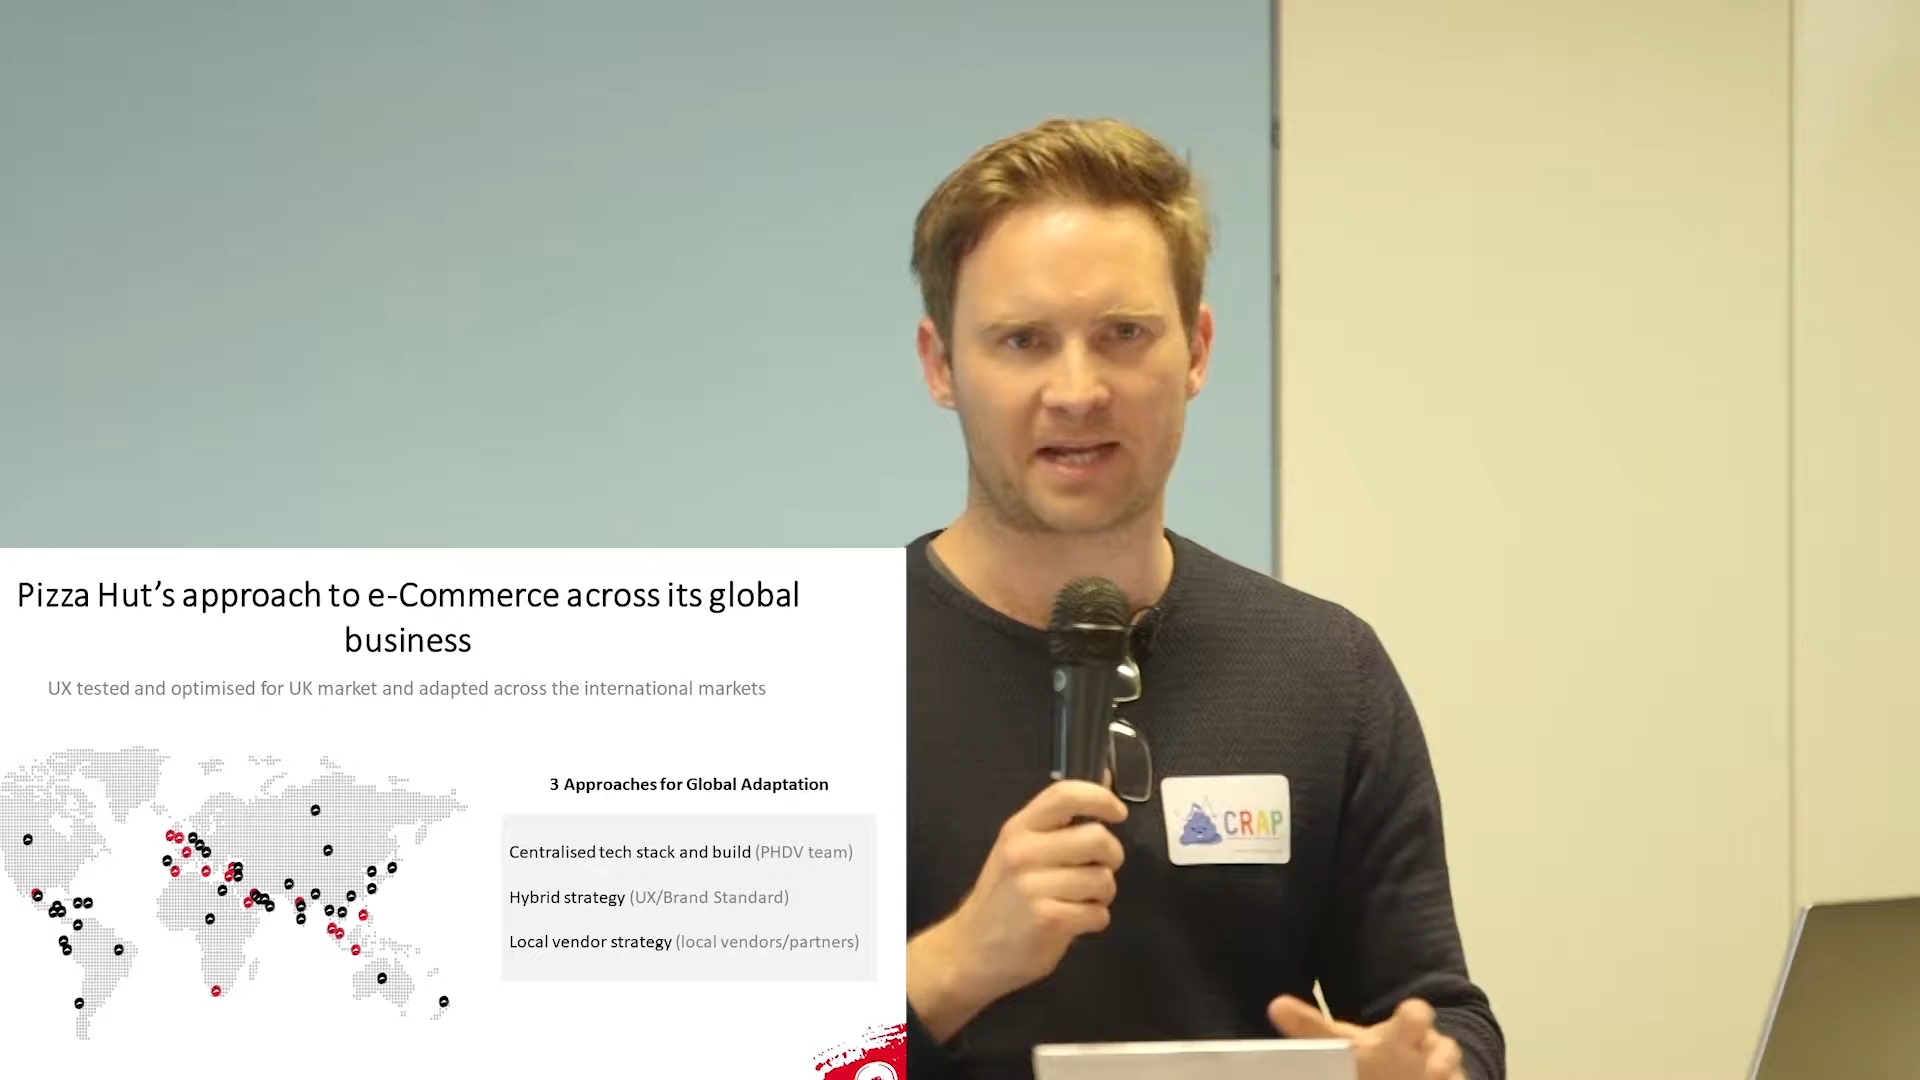 Pizza Hut's approach to e-Commerce across its global
business
UX tested and optimised for UK market and adapted across the international markets
3 Approaches for Global Adaptation
Centralised tech stack and build (PHDV team)
Hybrid strategy (UX/Brand Standard)
Local vendor strategy (local vendors/partners)
CRAP